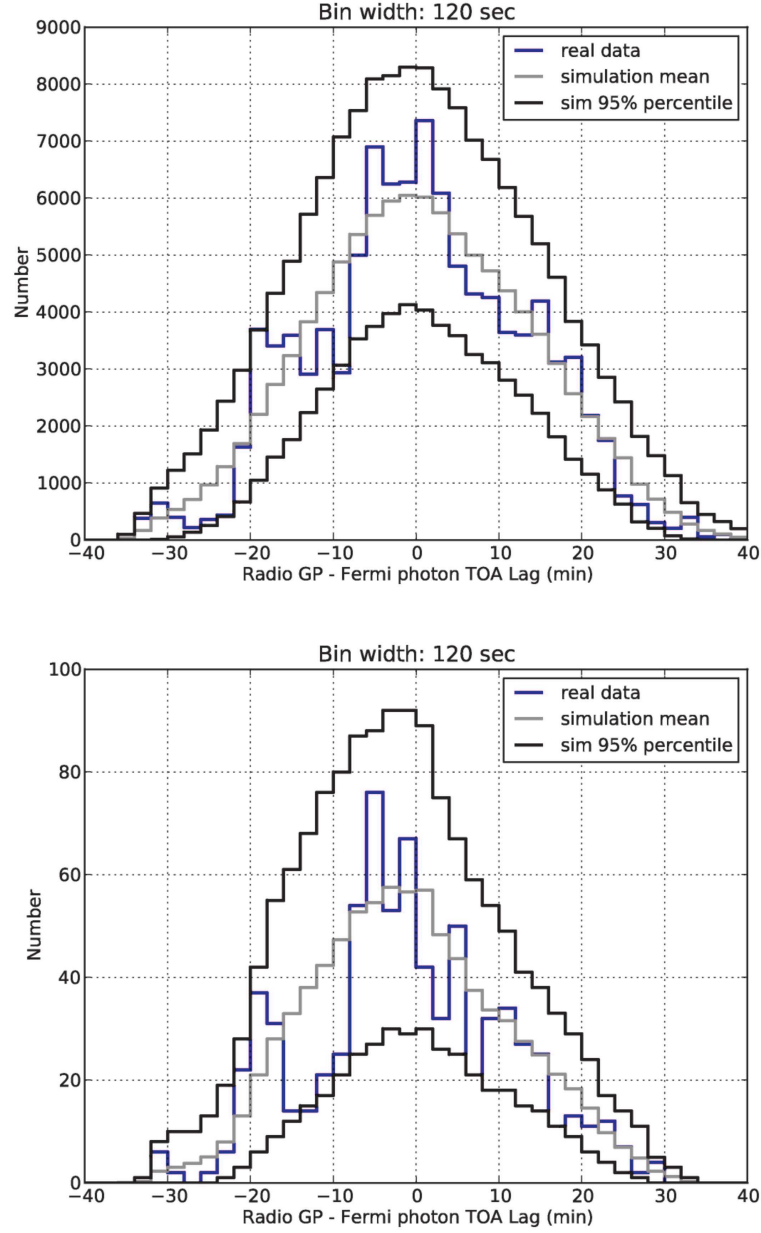 Bin width: 120 sec
9000
8000
7000
6000
5000
4000
3000
2000
1000
0
Number
real data
simulation mean
sim 95% percentile
−40 −30 −20 −10 0 10 20 30 40
Radio GP - Fermi photon TOA Lag (min)
Bin width: 120 sec
100
80
60
40
20
0
Number
real data
simulation mean
sim 95% percentile
−40 −30 −20 −10 0 10 20 30 40
Radio GP - Fermi photon TOA Lag (min)